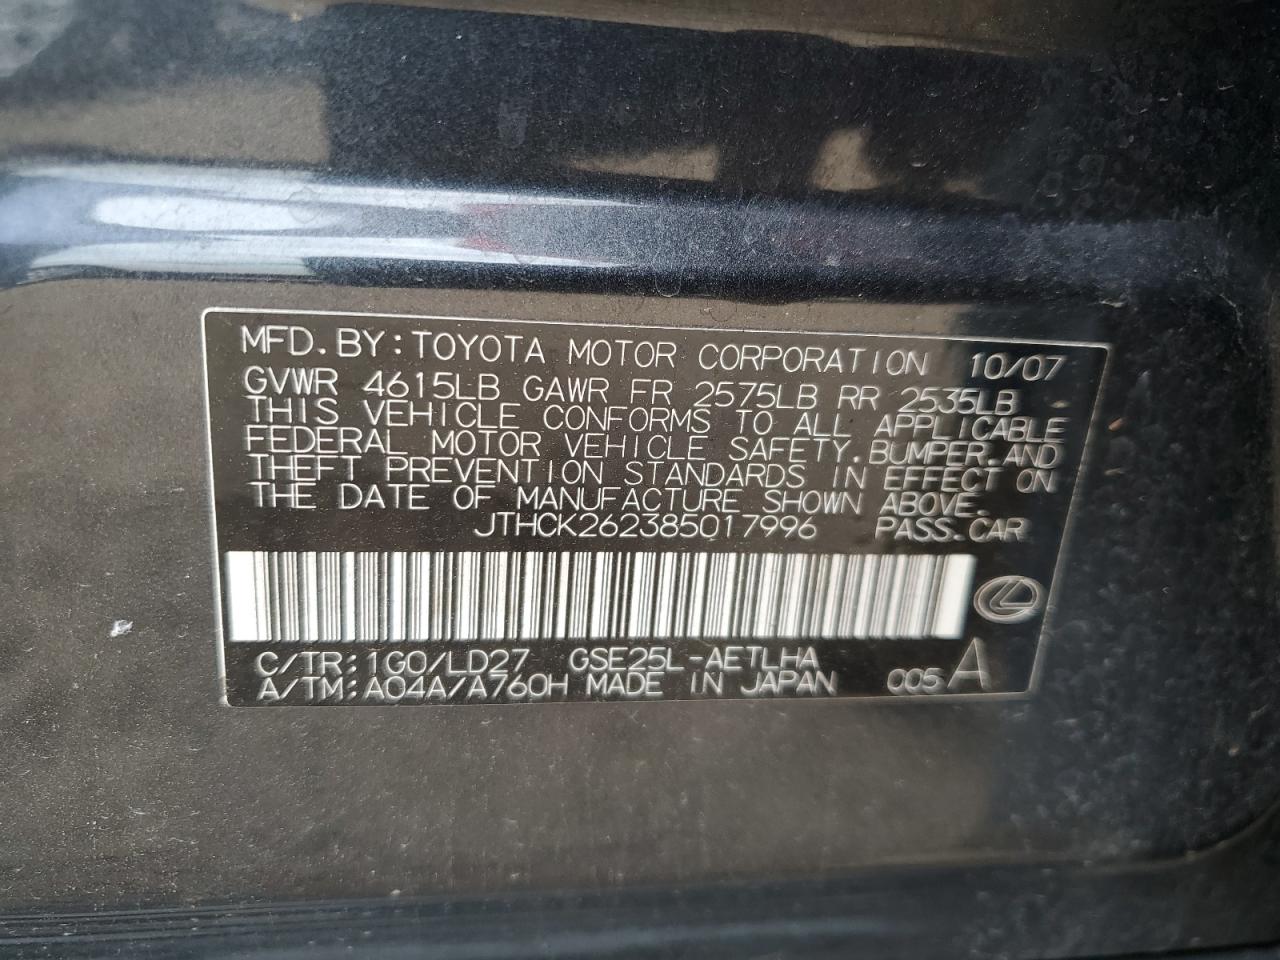 MFD. BY: TOYOTA MOTOR CORPORATION 10/07
GVWR 4615LB GAWR FR 2575LB RR 2535LB
THIS VEHICLE CONFORMS TO ALL APPLICABLE
FEDERAL MOTOR VEHICLE SAFETY, BUMPER, AND
THEFT PREVENTION STANDARDS IN EFFECT ON
THE DATE OF MANUFACTURE SHOWN ABOVE.
JTHCK262385017996 PASS. CAR
C/TR: 1G0/LD27 GSE25L-AETLHA
A/TM: A04A/A760H MADE IN JAPAN 005 A